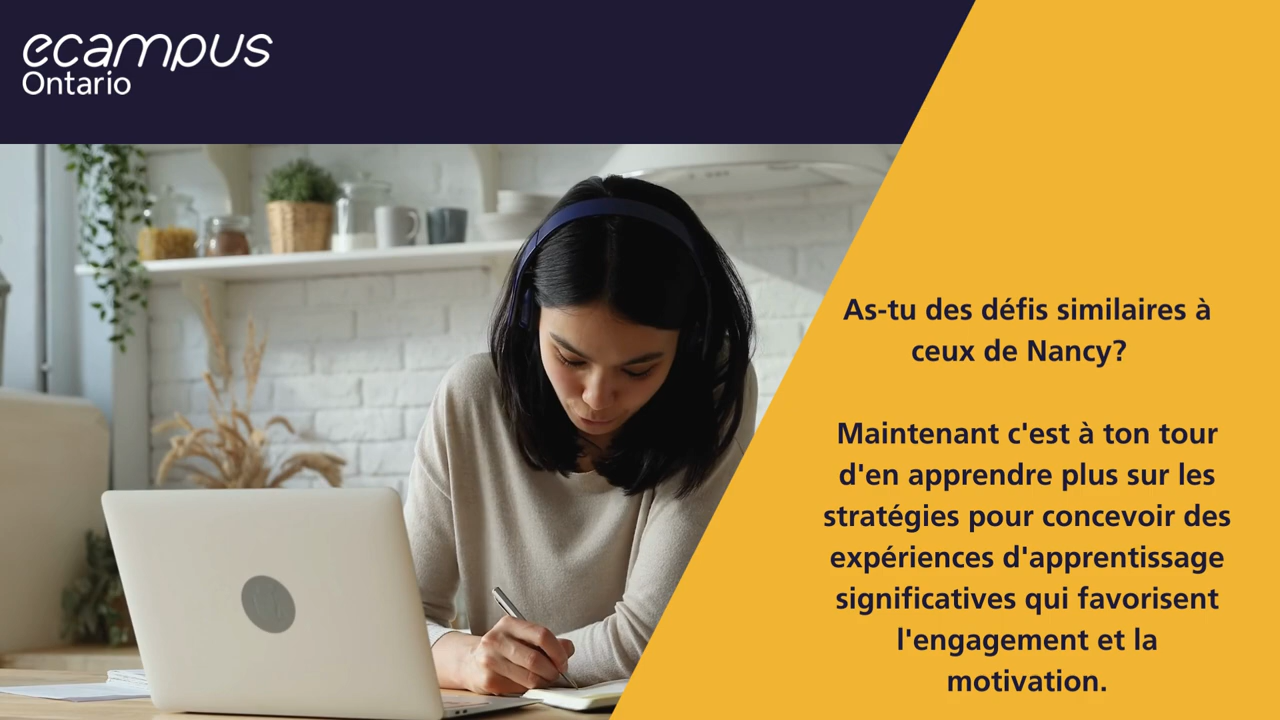 ecampus
Ontario
As-tu des défis similaires à
ceux de Nancy?
Maintenant c'est à ton tour
d'en apprendre plus sur les
stratégies pour concevoir des
expériences d'apprentissage
significatives qui favorisent
l'engagement et la
motivation.